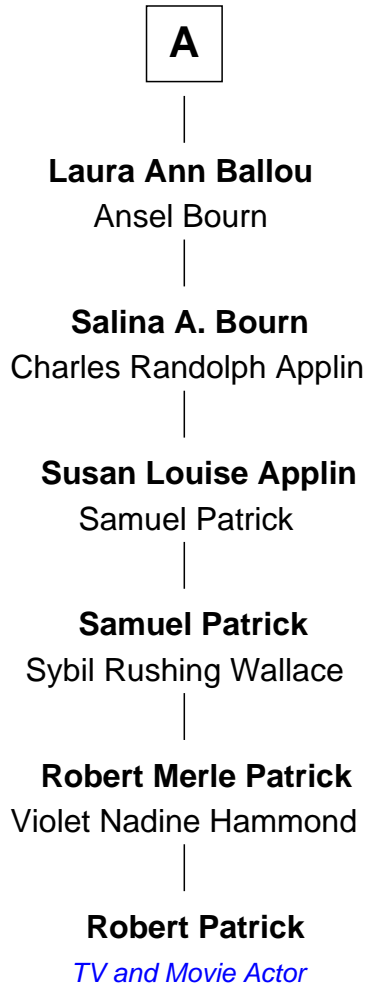 A
Laura Ann Ballou
Ansel Bourn
Salina A. Bourn
Charles Randolph Applin
Susan Louise Applin
Samuel Patrick
Samuel Patrick
Sybil Rushing Wallace
Robert Merle Patrick
Violet Nadine Hammond
Robert Patrick
TV and Movie Actor